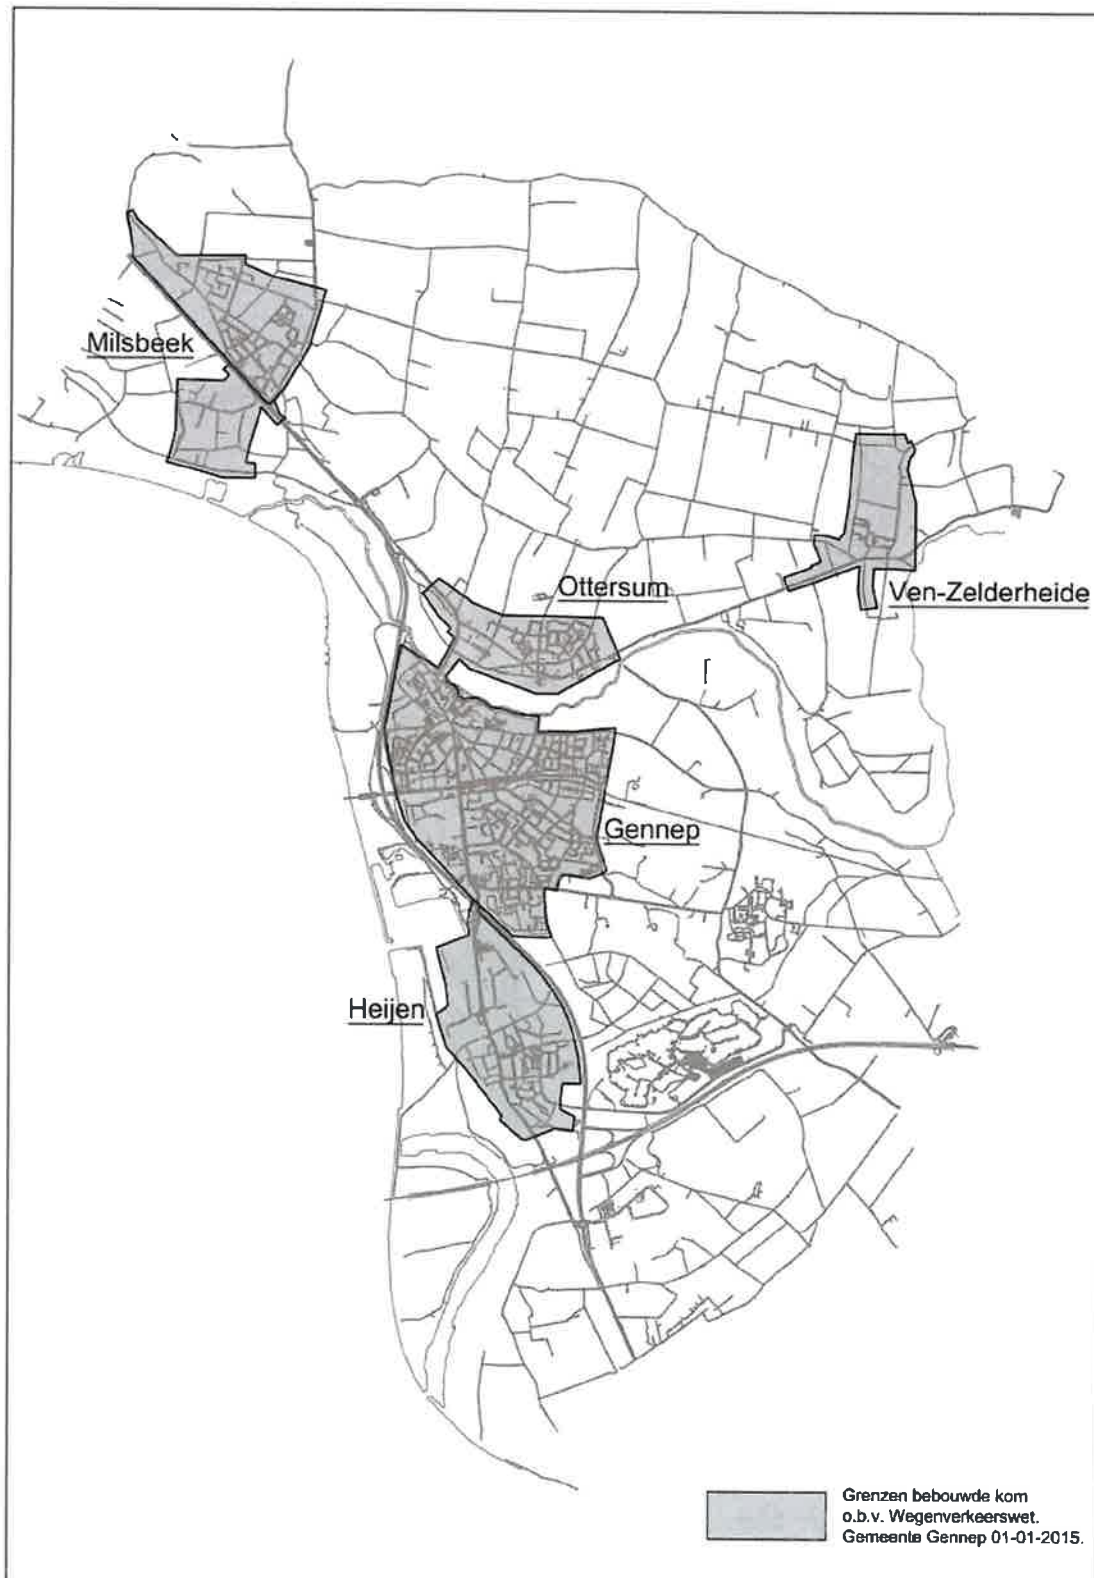 Milsbeek
Ottersum
Ven-Zelderheide
Gennep
Heijen
Grenzen bebouwde kom
o.b.v. Wegenverkeerswet.
Gemeente Gennep 01-01-2015.